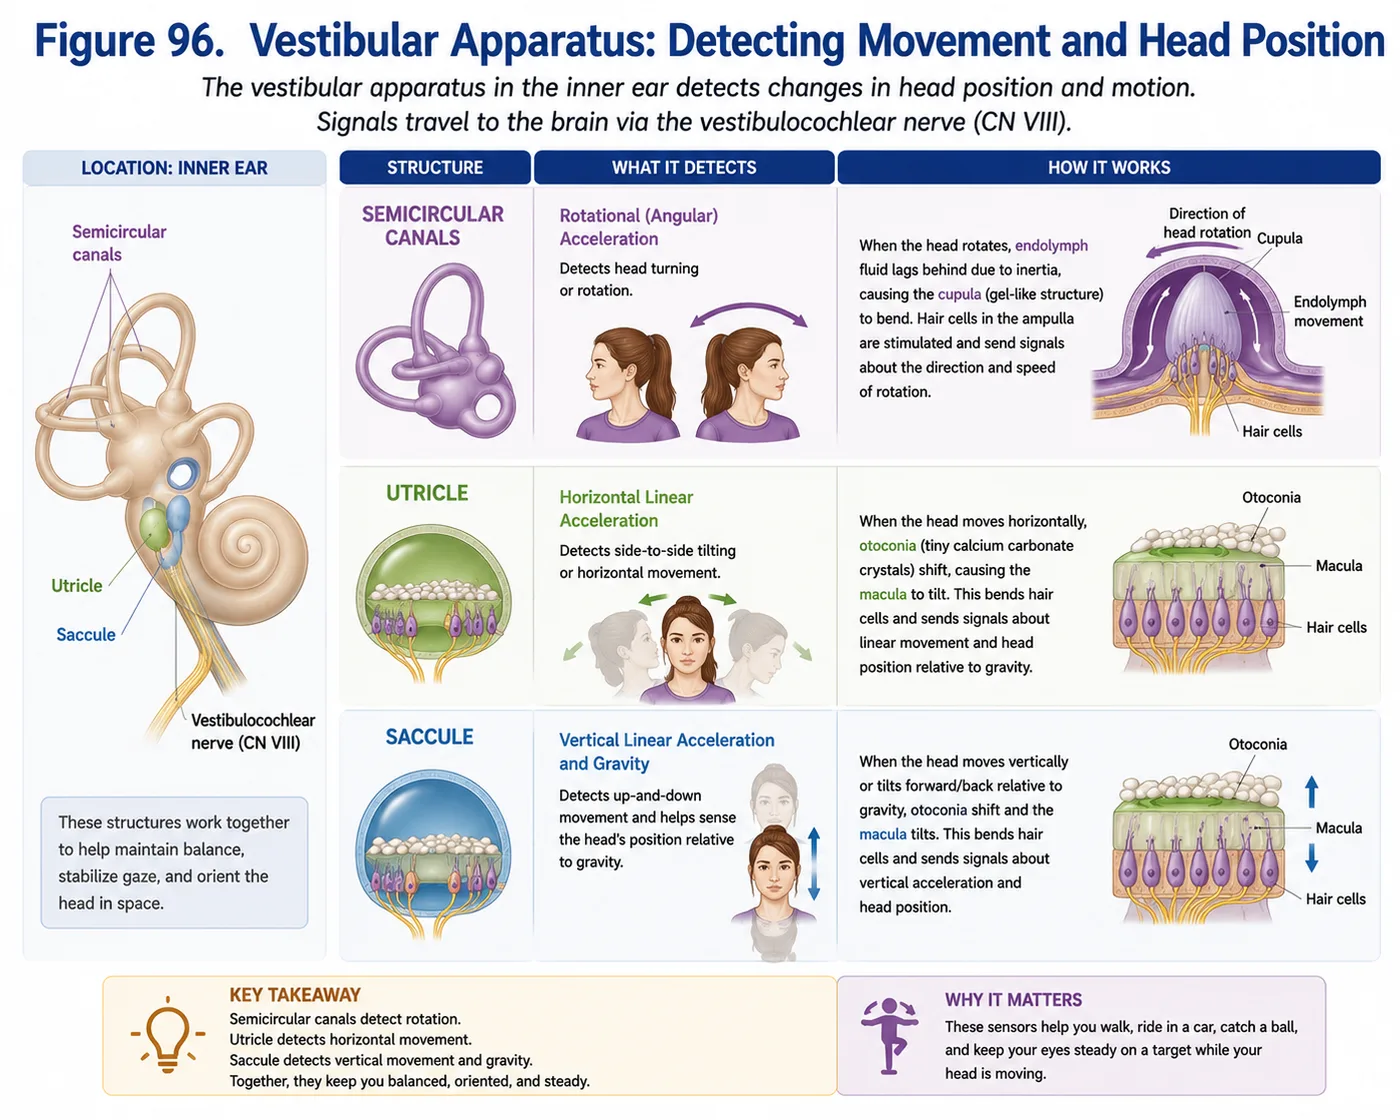 Figure 96. Vestibular Apparatus: Detecting Movement and Head Position
The vestibular apparatus in the inner ear detects changes in head position and motion.
Signals travel to the brain via the vestibulocochlear nerve (CN VIII).
LOCATION: INNER EAR
Semicircular
canals
Utricle
Saccule
Vestibulocochlear
nerve (CN VIII)
These structures work together
to help maintain balance,
stabilize gaze, and orient the
head in space.
STRUCTURE
WHAT IT DETECTS
HOW IT WORKS
SEMICIRCULAR
CANALS
Rotational (Angular)
Acceleration
Detects head turning
or rotation.
When the head rotates, endolymph
fluid lags behind due to inertia,
causing the cupula (gel-like structure)
to bend. Hair cells in the ampulla
are stimulated and send signals
about the direction and speed
of rotation.
Direction of
head rotation
Cupula
Endolymph
movement
Hair cells
UTRICLE
Horizontal Linear
Acceleration
Detects side-to-side tilting
or horizontal movement.
When the head moves horizontally,
otoconia (tiny calcium carbonate
crystals) shift, causing the
macula to tilt. This bends hair
cells and sends signals about
linear movement and head
position relative to gravity.
Otoconia
Macula
Hair cells
SACCULE
Vertical Linear Acceleration
and Gravity
Detects up-and-down
movement and helps sense
the head's position relative
to gravity.
When the head moves vertically
or tilts forward/back relative to
gravity, otoconia shift and the
macula tilts. This bends hair
cells and sends signals about
vertical acceleration and
head position.
Otoconia
Macula
Hair cells
KEY TAKEAWAY
Semicircular canals detect rotation.
Utricle detects horizontal movement.
Saccule detects vertical movement and gravity.
Together, they keep you balanced, oriented, and steady.
WHY IT MATTERS
These sensors help you walk, ride in a car, catch a ball,
and keep your eyes steady on a target while your
head is moving.